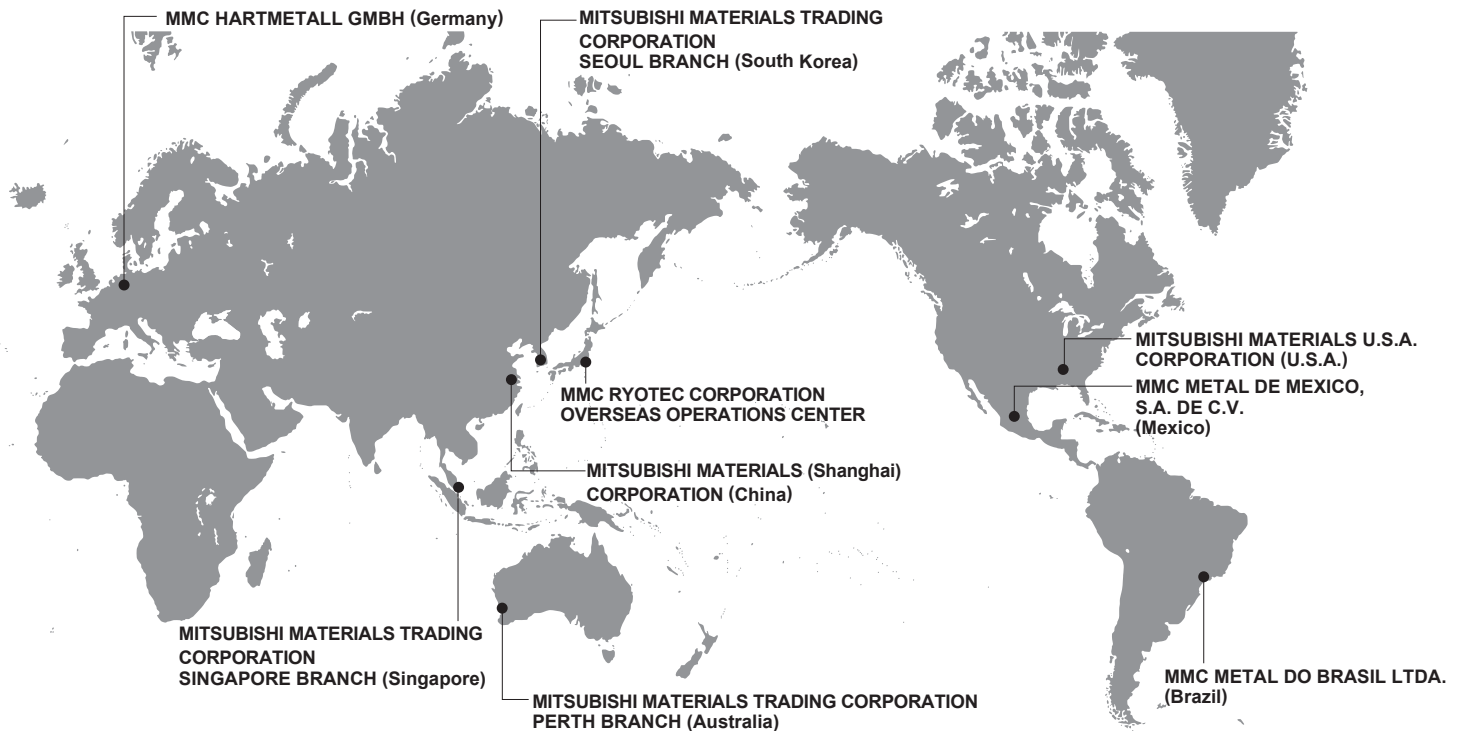 MMC HARTMETALL GMBH (Germany)
MITSUBISHI MATERIALS TRADING
CORPORATION
SEOUL BRANCH (South Korea)
MITSUBISHI MATERIALS U.S.A.
CORPORATION (U.S.A.)
MMC METAL DE MEXICO,
S.A. DE C.V.
(Mexico)
MMC RYOTEC CORPORATION
OVERSEAS OPERATIONS CENTER
MITSUBISHI MATERIALS (Shanghai)
CORPORATION (China)
MITSUBISHI MATERIALS TRADING
CORPORATION
SINGAPORE BRANCH (Singapore)
MITSUBISHI MATERIALS TRADING CORPORATION
PERTH BRANCH (Australia)
MMC METAL DO BRASIL LTDA.
(Brazil)